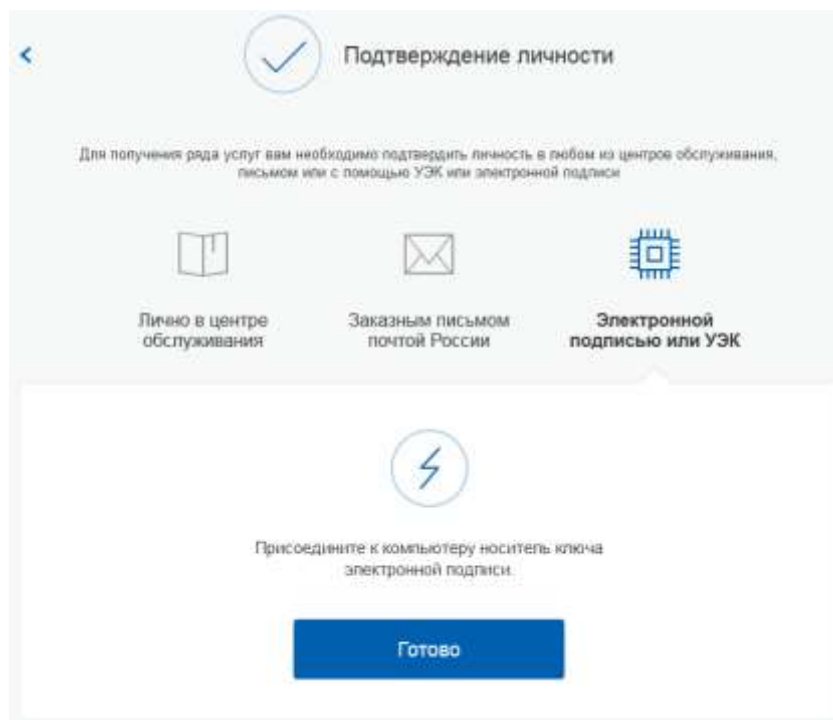 Подтверждение личности
Для получения ряда услуг вам необходимо подтвердить личность в любом из центров обслуживания,
письмом или с помощью УЭК или электронной подписи
Лично в центре
обслуживания
Заказным письмом
почтой России
Электронной
подписью или УЭК
Присоедините к компьютеру носитель ключа
электронной подписи.
Готово